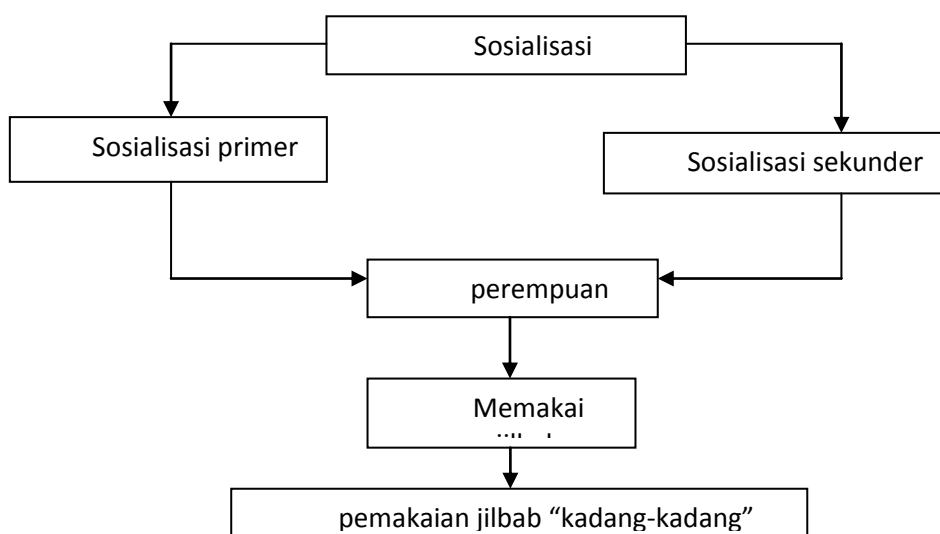 Sosialisasi
Sosialisasi primer
Sosialisasi sekunder
perempuan
Memakai
pemakaian jilbab “kadang-kadang”